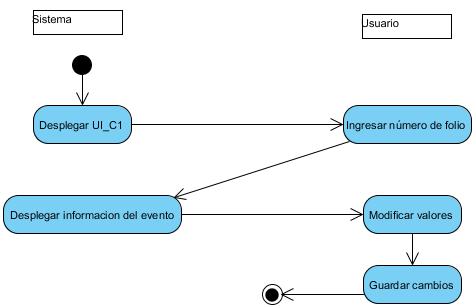 Sistema
Usuario
Desplegar UI_C1
Ingresar número de folio
Desplegar informacion del evento
Modificar valores
Guardar cambios